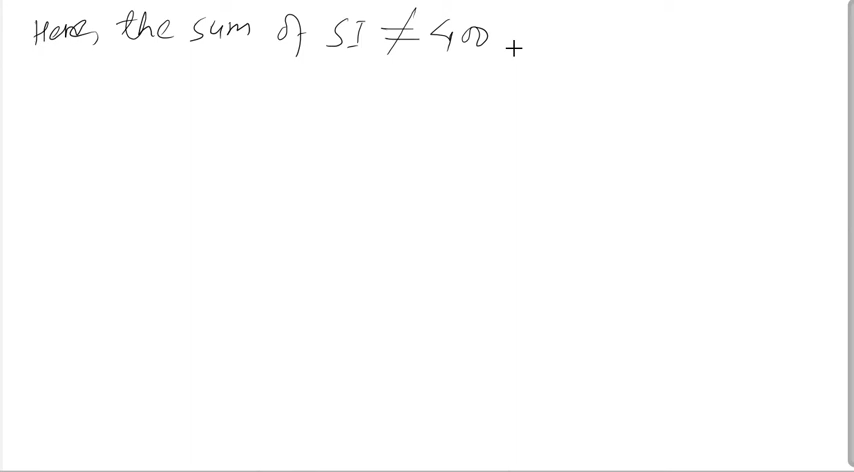 Here, the sum of SI ≠ 400